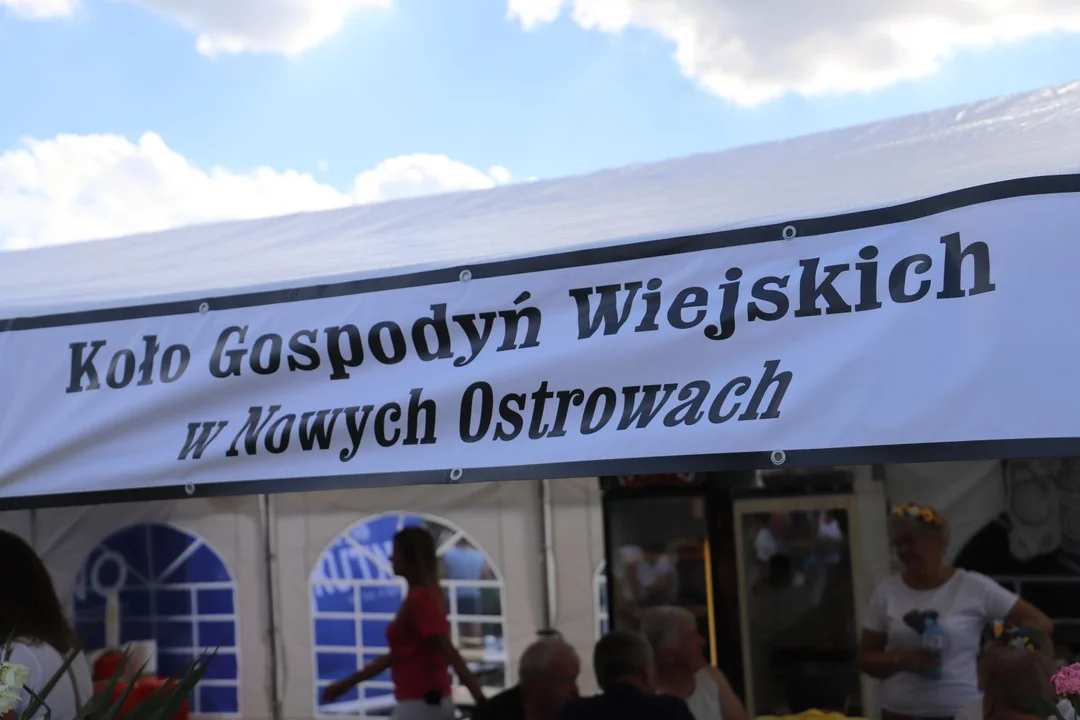 Koło Gospodyń Wiejskich
w Nowych Ostrowach